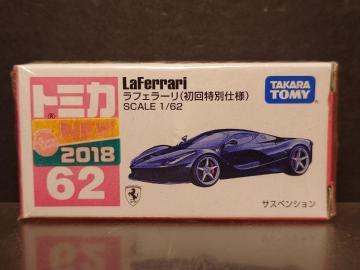 LaFerrari
ラフェラーリ(初回特別仕様)
SCALE 1/62
TAKARA
TOMY
トミカ
NEW
2018
62
サスペンション